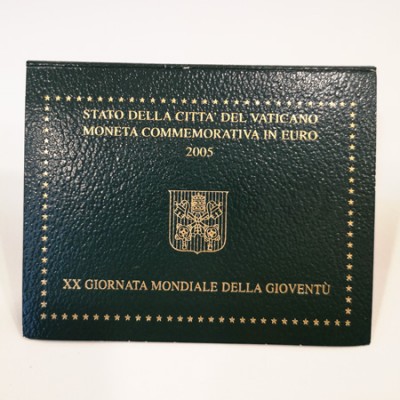 STATO DELLA CITTA' DEL VATICANO
MONETA COMMEMORATIVA IN EURO
2005
XX GIORNATA MONDIALE DELLA GIOVENTÙ